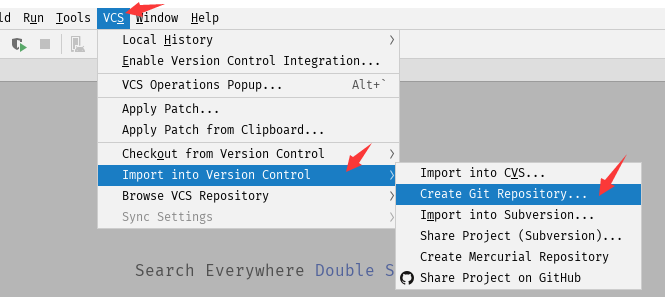 ld Run Tools VCS Window Help
Local History
Enable Version Control Integration...
VCS Operations Popup... Alt+`
Apply Patch...
Apply Patch from Clipboard...
Checkout from Version Control
Import into Version Control
Browse VCS Repository
Sync Settings
Import into CVS...
Create Git Repository...
Import into Subversion...
Share Project (Subversion)...
Create Mercurial Repository
Share Project on GitHub
Search Everywhere Double S